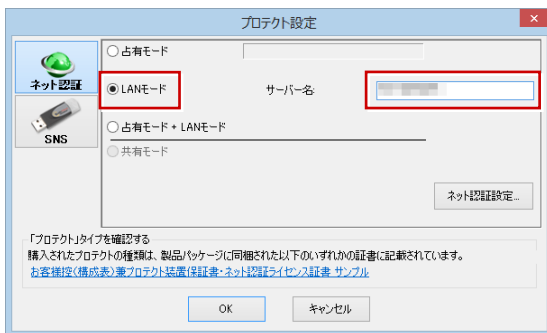 プロテクト設定
×
ネット認証
SNS
占有モード
LANモード
サーバー名:
占有モード + LANモード
共有モード
ネット認証設定...
「プロテクト」タイプを確認する
購入されたプロテクトの種類は、製品パッケージに同梱された以下のいずれかの証書に記載されています。
お客様控(構成表)兼プロテクト装置保証書・ネット認証ライセンス証書 サンプル
OK
キャンセル